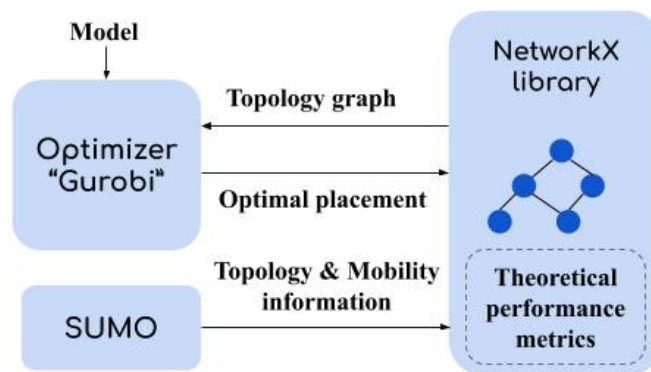 Model
Optimizer
"Gurobi"
Topology graph
Optimal placement
NetworkX
library
SUMO
Topology & Mobility
information
Theoretical
performance
metrics